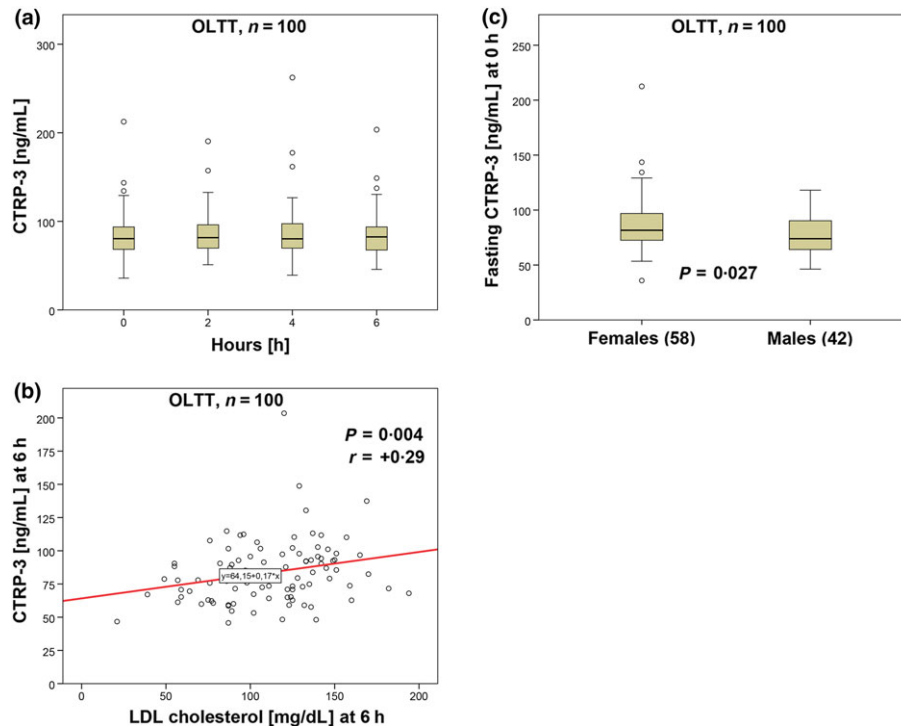 (a)
OLTT, n = 100
CTRP-3 [ng/mL]
300
200
100
0
0 2 4 6
Hours [h]
(c)
OLTT, n = 100
Fasting CTRP-3 [ng/mL] at 0 h
250
200
150
100
50
0
P = 0·027
Females (58) Males (42)
(b)
OLTT, n = 100
P = 0·004
r = +0·29
CTRP-3 [ng/mL] at 6 h
200
175
150
125
100
75
50
25
0
y=64,15+0,17*x
0 50 100 150 200
LDL cholesterol [mg/dL] at 6 h